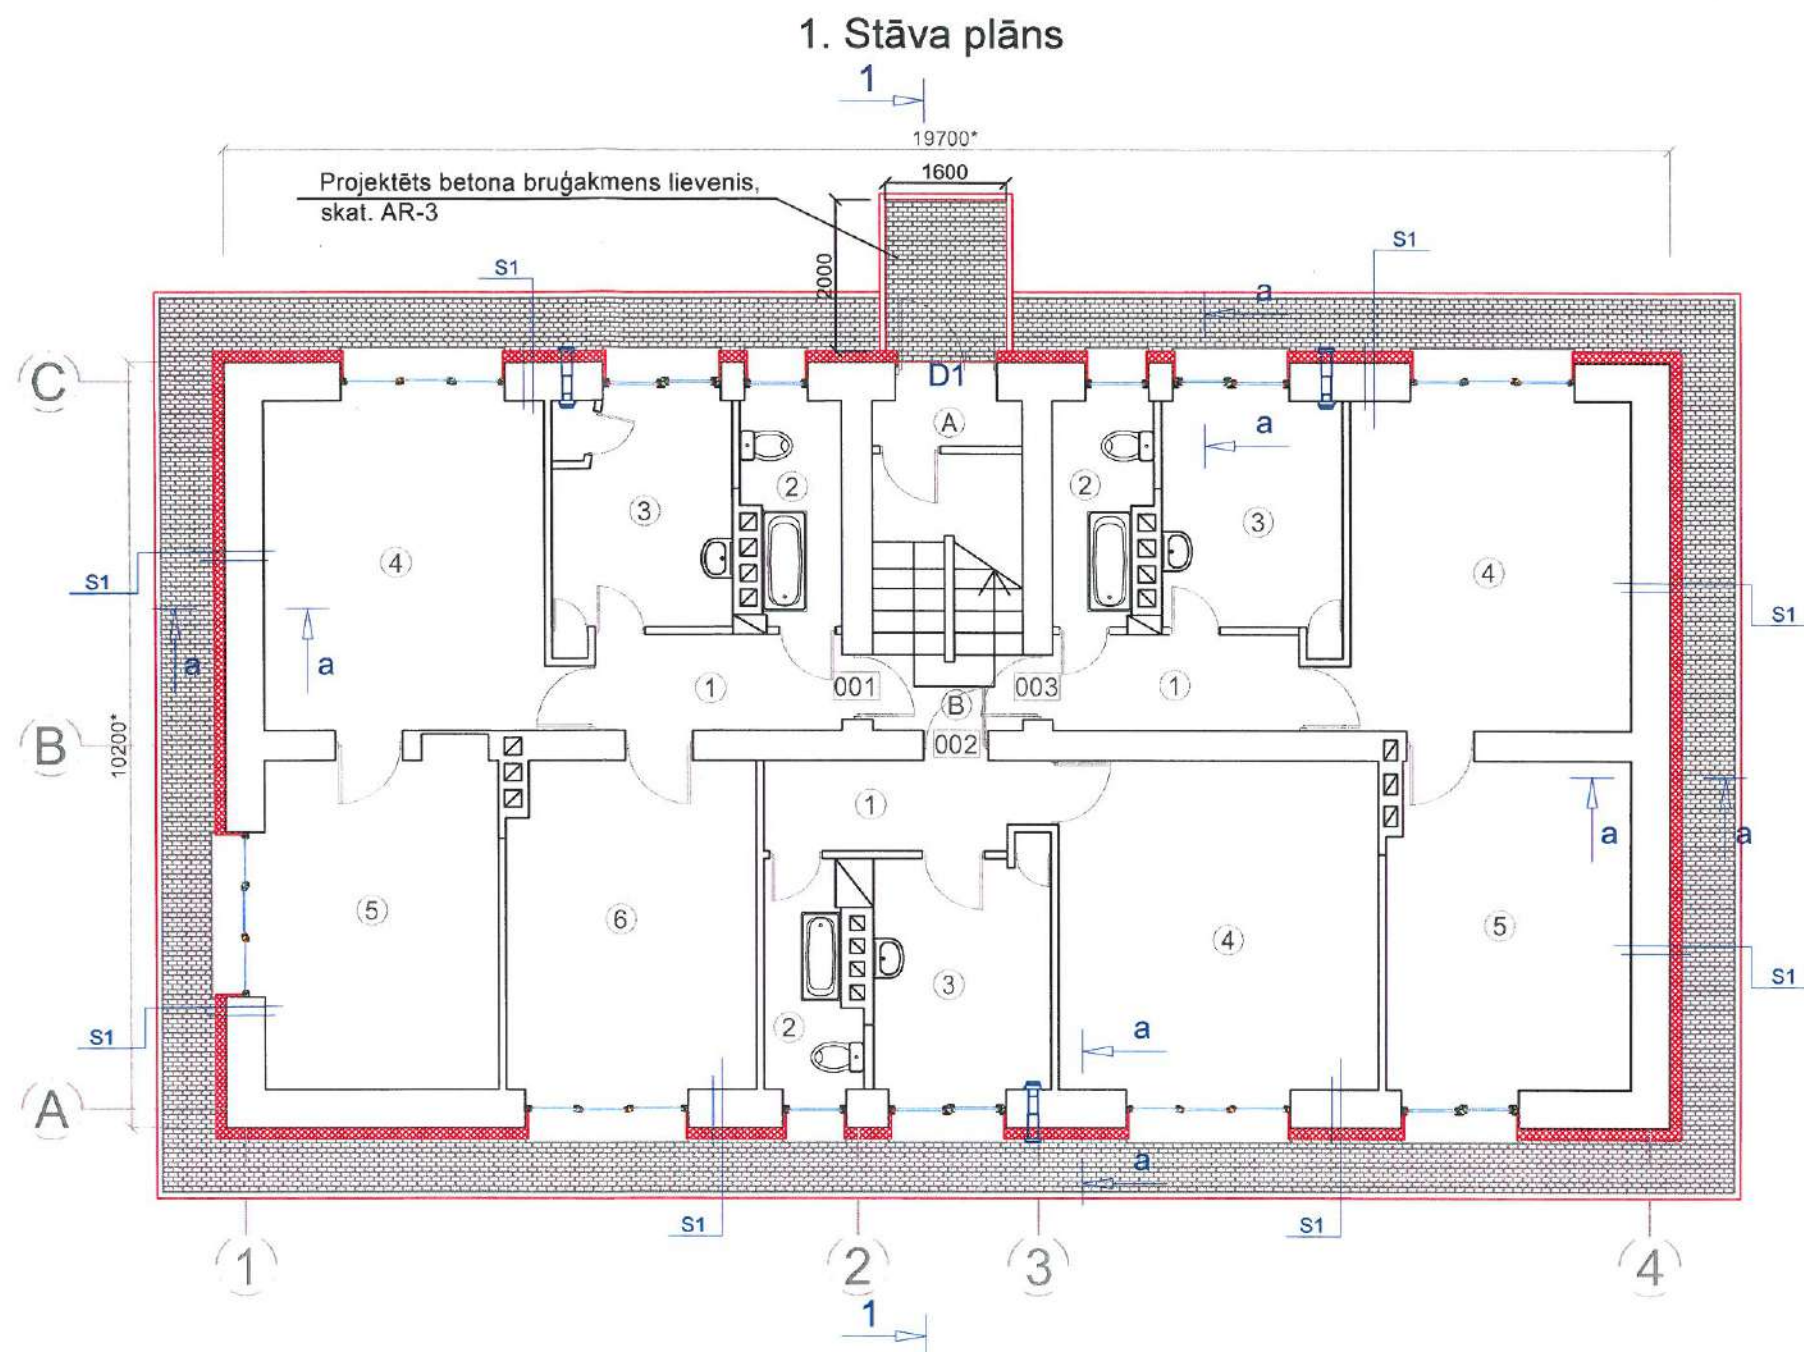 1. Stāva plāns
1
19700*
1600
Projektēts betona bruģakmens lievenis,
skat. AR-3
2000
S1
S1
a
C
D1
A
a
2
2
3
3
4
4
S1
S1
a
a
1
001
003
1
B
002
B
10200*
1
a
a
5
6
4
5
3
S1
S1
2
a
A
a
S1
S1
1
2
3
4
1